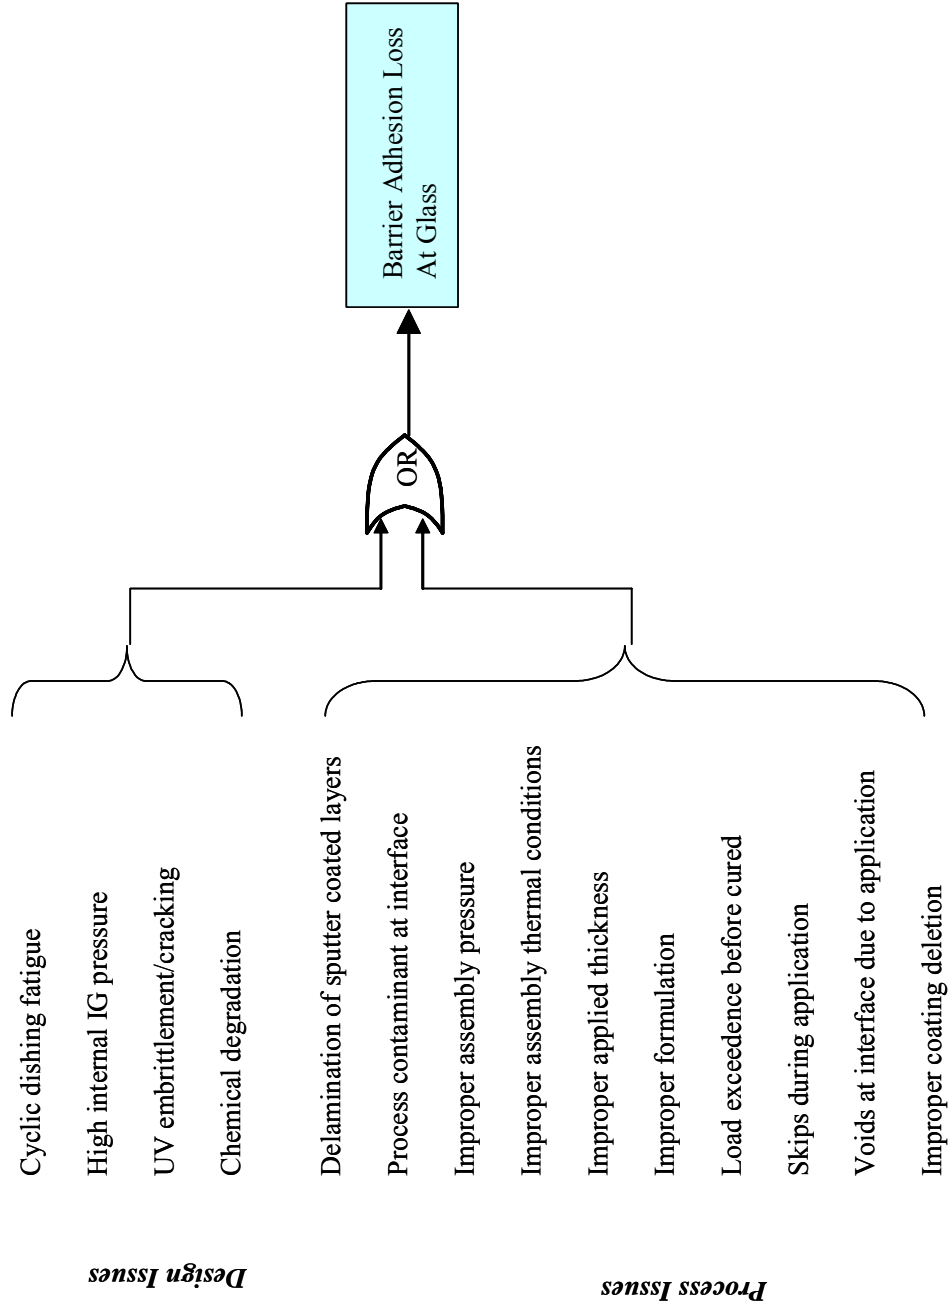 Design Issues
Cyclic dishing fatigue
High internal IG pressure
UV embrittlement/cracking
Chemical degradation
Process Issues
Delamination of sputter coated layers
Process contaminant at interface
Improper assembly pressure
Improper assembly thermal conditions
Improper applied thickness
Improper formulation
Load exceedence before cured
Skips during application
Voids at interface due to application
Improper coating deletion
OR
Barrier Adhesion Loss
At Glass